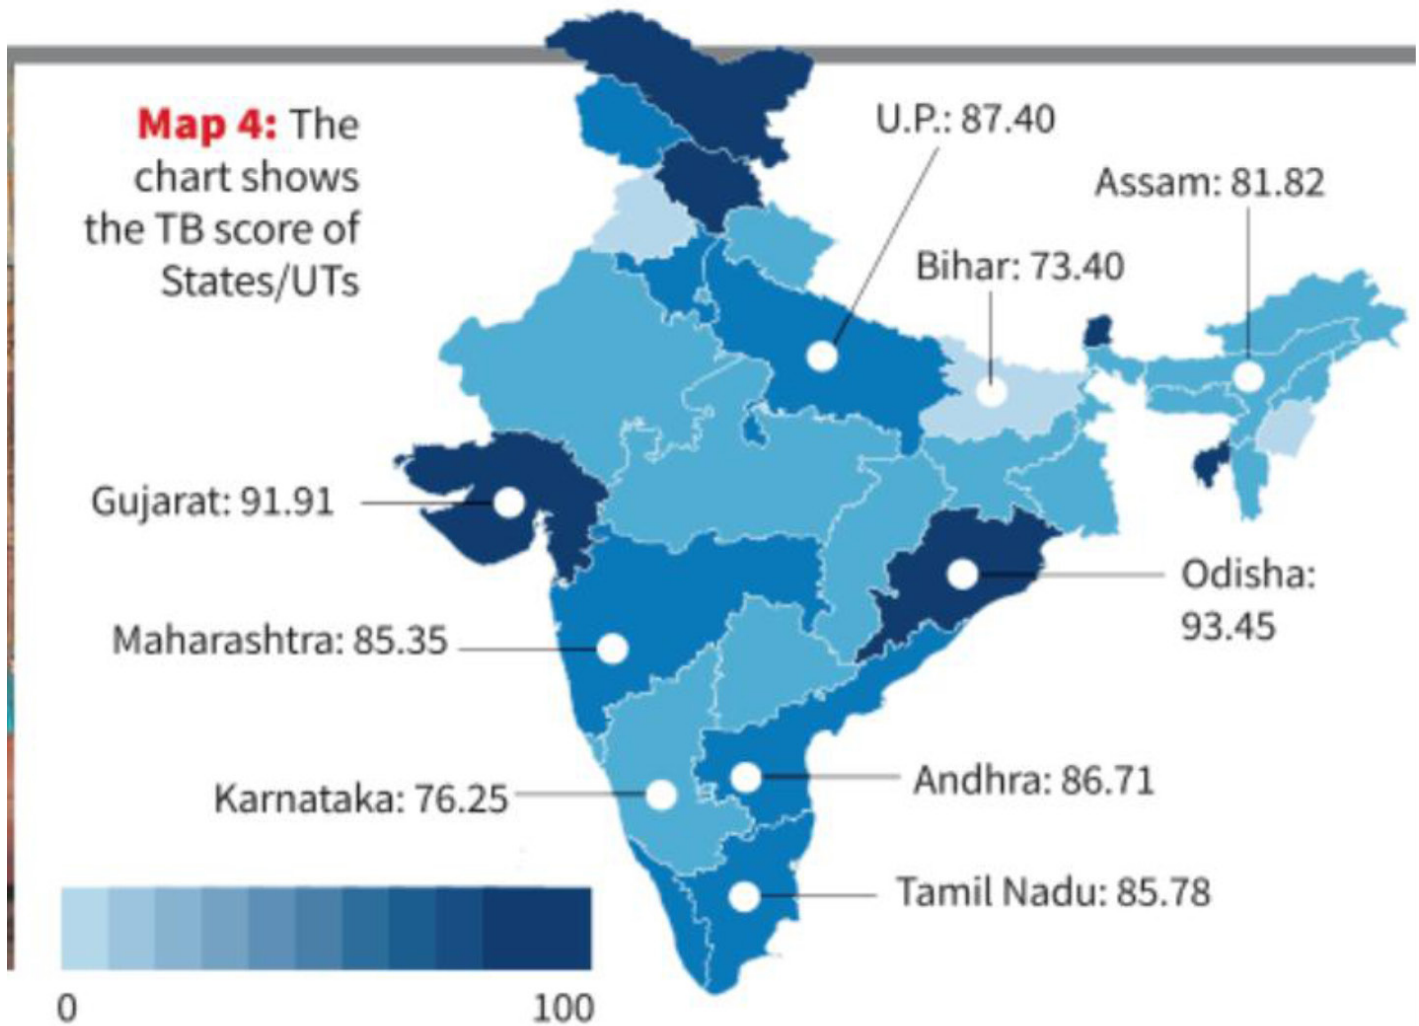 Map 4: The
chart shows
the TB score of
States/UTs
U.P.: 87.40
Assam: 81.82
Bihar: 73.40
Gujarat: 91.91
Odisha:
93.45
Maharashtra: 85.35
Andhra: 86.71
Karnataka: 76.25
Tamil Nadu: 85.78
0 100